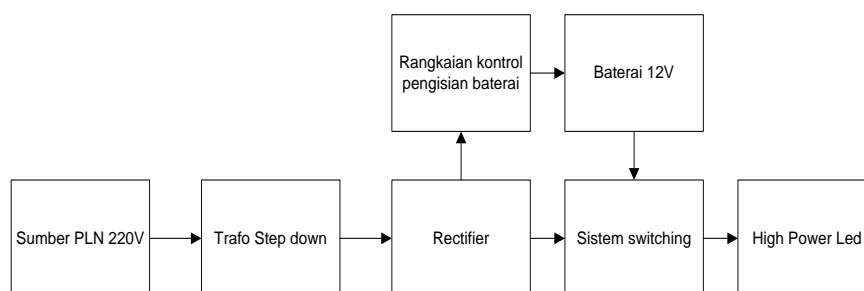 Rangkaian kontrol
pengisian baterai
Baterai 12V
Sumber PLN 220V
Trafo Step down
Rectifier
Sistem switching
High Power Led